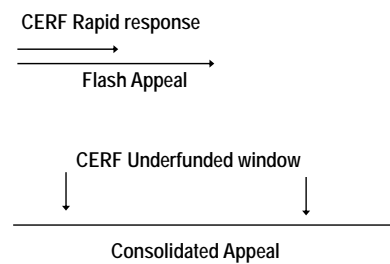 CERF Rapid response
Flash Appeal
CERF Underfunded window
Consolidated Appeal